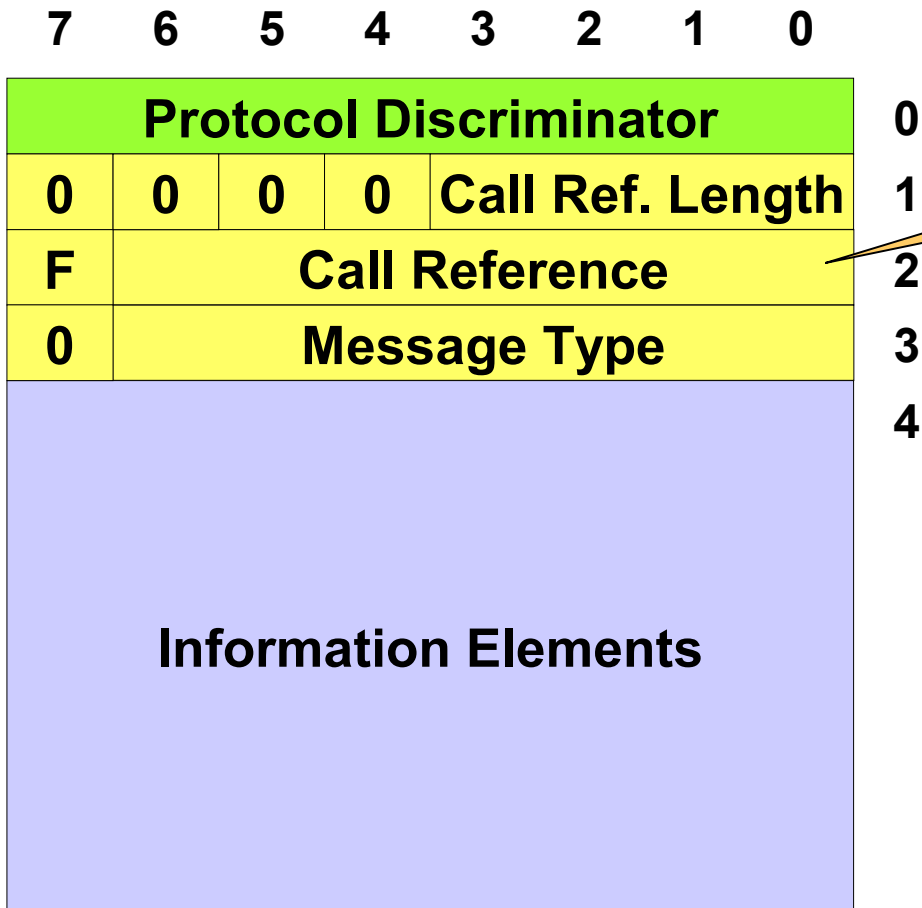 7 6 5 4 3 2 1 0
Protocol Discriminator 0
0 0 0 0 Call Ref. Length 1
F Call Reference 2
0 Message Type 3
4
Information Elements